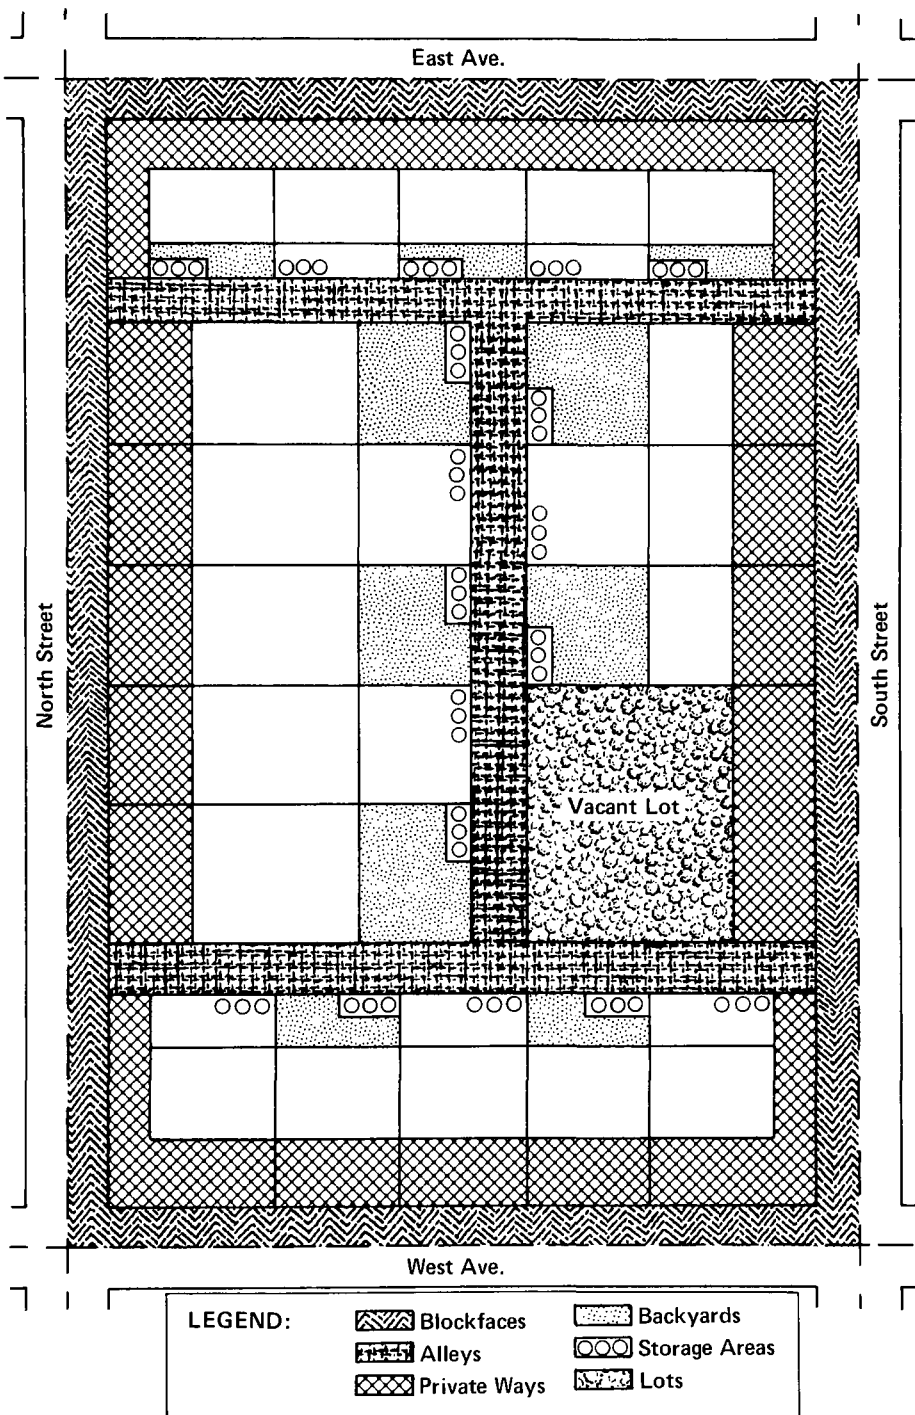 East Ave.
North Street
South Street
Vacant Lot
West Ave.
LEGEND:
Blockfaces
Alleys
Private Ways
Backyards
Storage Areas
Lots